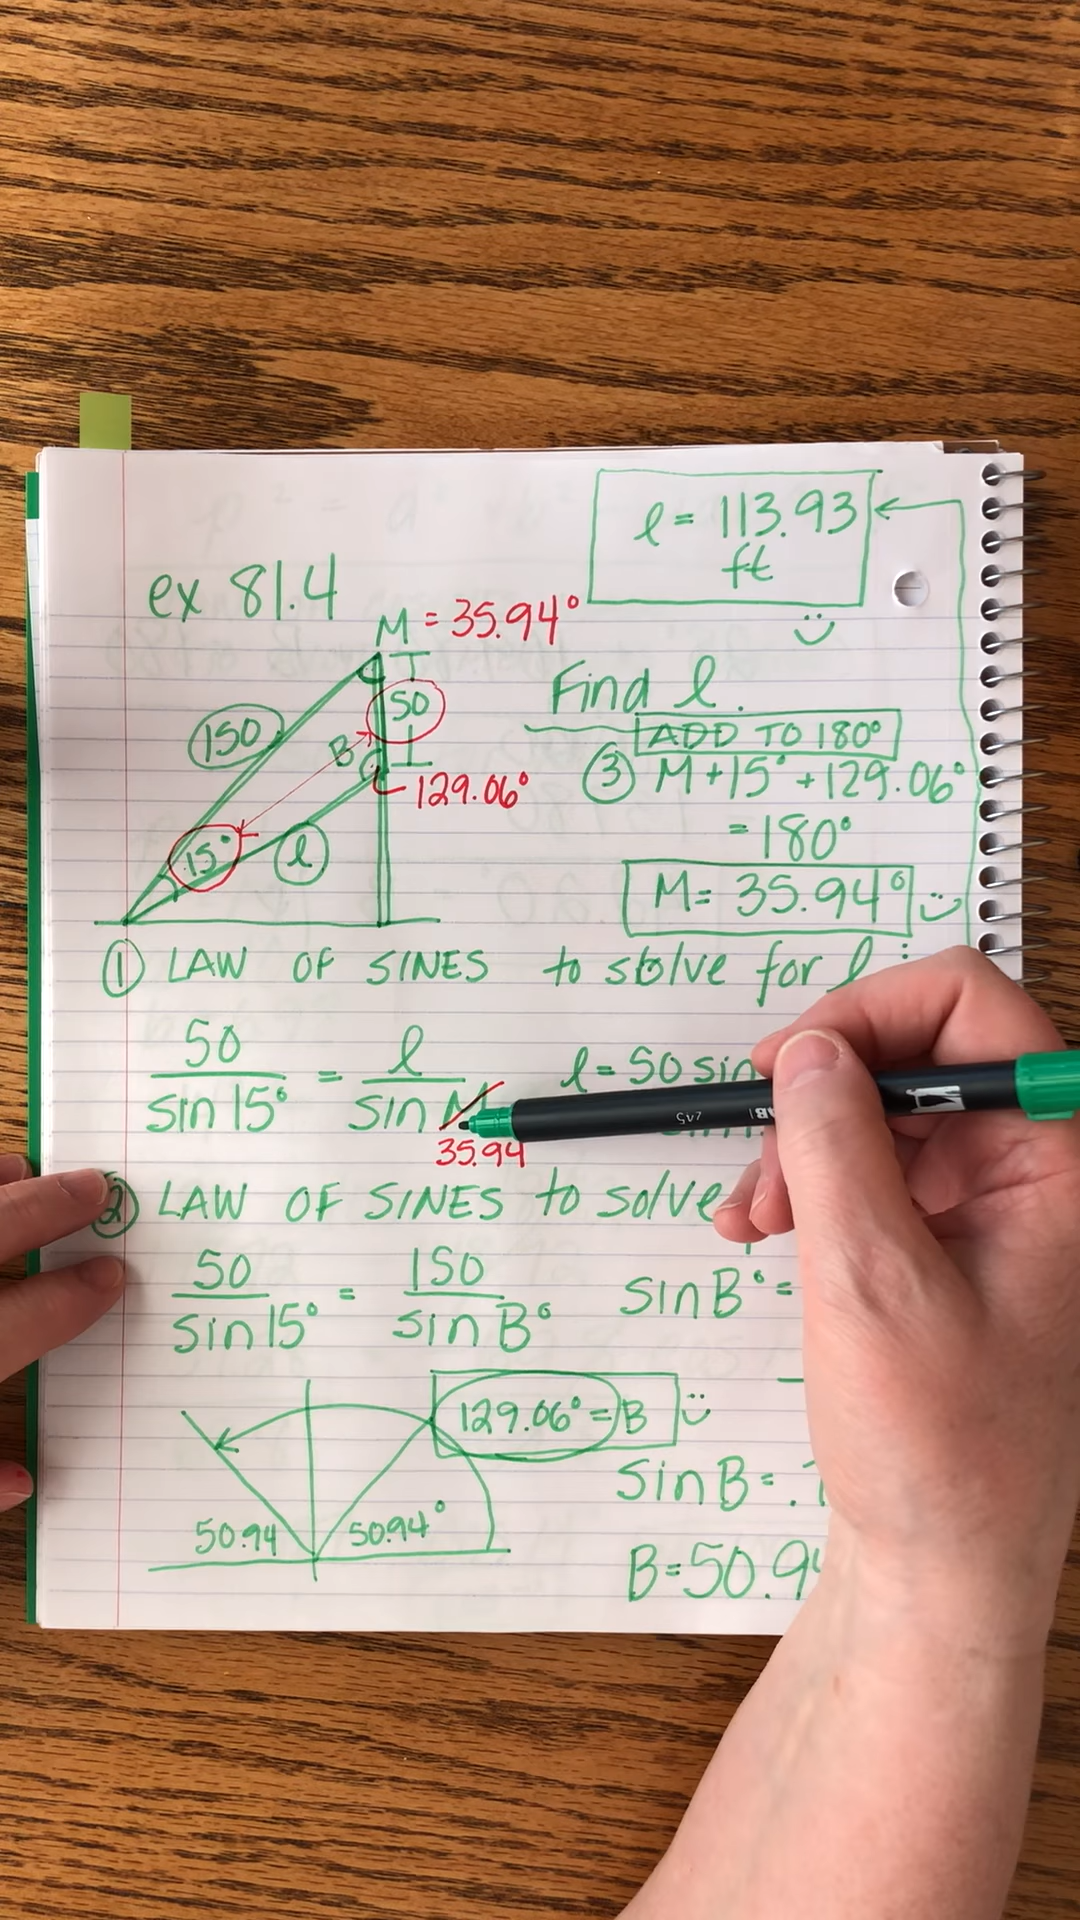 l = 113.93
ft
ex 81.4
M = 35.94°
Find l.
150
50
B
129.06°
15°
l
ADD TO 180°
③ M+15°+129.06°
=180°
M= 35.94°
① LAW OF SINES to solve for l
50 / sin 15° = l / sin M
l = 50 sin
35.94
② LAW OF SINES to solve
50 / sin 15° = 150 / sin B°
sin B° =
129.06° = B
sin B = .7
50.94
50.94°
B = 50.94